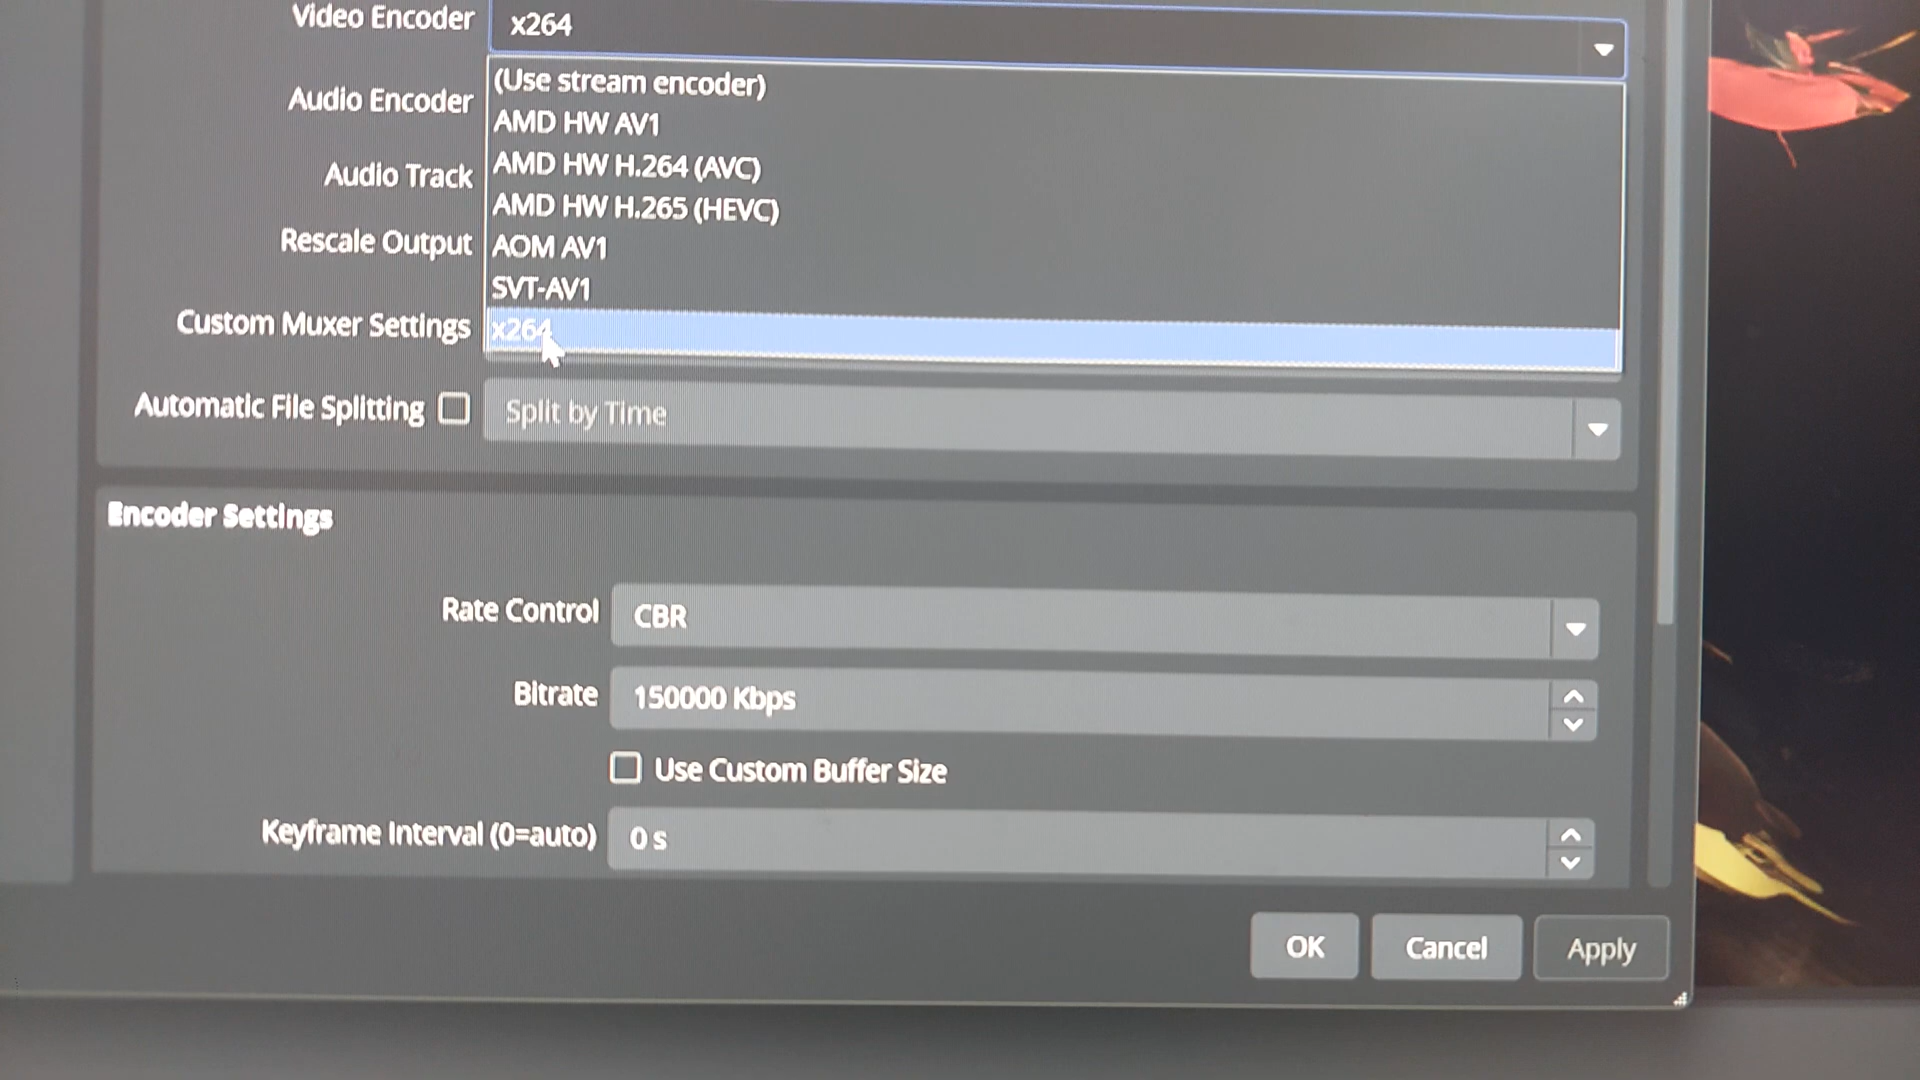 Video Encoder
x264
(Use stream encoder)
Audio Encoder
AMD HW AV1
AMD HW H.264 (AVC)
Audio Track
AMD HW H.265 (HEVC)
Rescale Output
AOM AV1
SVT-AV1
Custom Muxer Settings
x264
Automatic File Splitting
Split by Time
Encoder Settings
Rate Control
CBR
Bitrate
150000 Kbps
Use Custom Buffer Size
Keyframe Interval (0=auto)
0 s
OK
Cancel
Apply